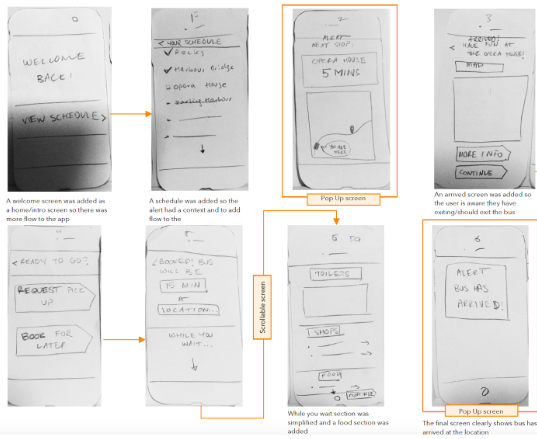 0
WELCOME
BACK!
VIEW SCHEDULE >
A welcome screen was added as
a home/intro screen so there was
more flow to the app
1
< YOUR SCHEDULE
Rocks
Harbour Bridge
Opera House
Darling Harbour
A schedule was added so the
alert had a context and to add
flow to the
2
ALERT
NEXT STOP:
OPERA HOUSE
5 MINS
YOU ARE
HERE
Pop Up screen
3
ARRIVED!
< HAVE FUN AT
THE OPERA HOUSE!
MAP
MORE INFO
CONTINUE
An arrived screen was added so
the user is aware they have
exiting/should exit the bus
4
< READY TO GO?
REQUEST PICK
UP
BOOK FOR
LATER
5
< BOOKED! BUS
WILL BE
15 MIN
AT
LOCATION...
WHILE YOU
WAIT...
Scrollable screen
5
TOILETS
SHOPS
FOOD
While you wait section was
simplified and a food section was
added
6
ALERT
BUS HAS
ARRIVED!
Pop Up screen
The final screen clearly shows bus has
arrived at the location